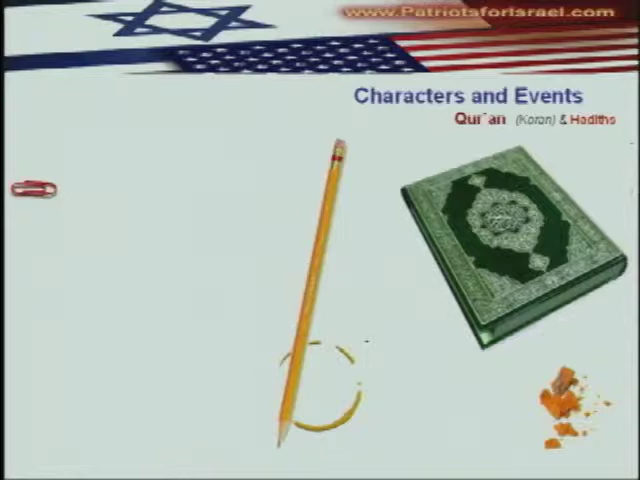 www.PatriotsforIsrael.com
Characters and Events
Qur`an (Koran) & Hadiths